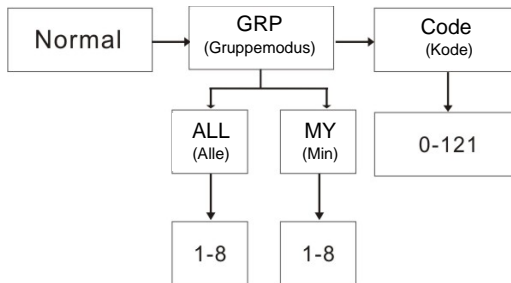 Normal
GRP
(Gruppemodus)
Code
(Kode)
ALL
(Alle)
MY
(Min)
0-121
1-8
1-8